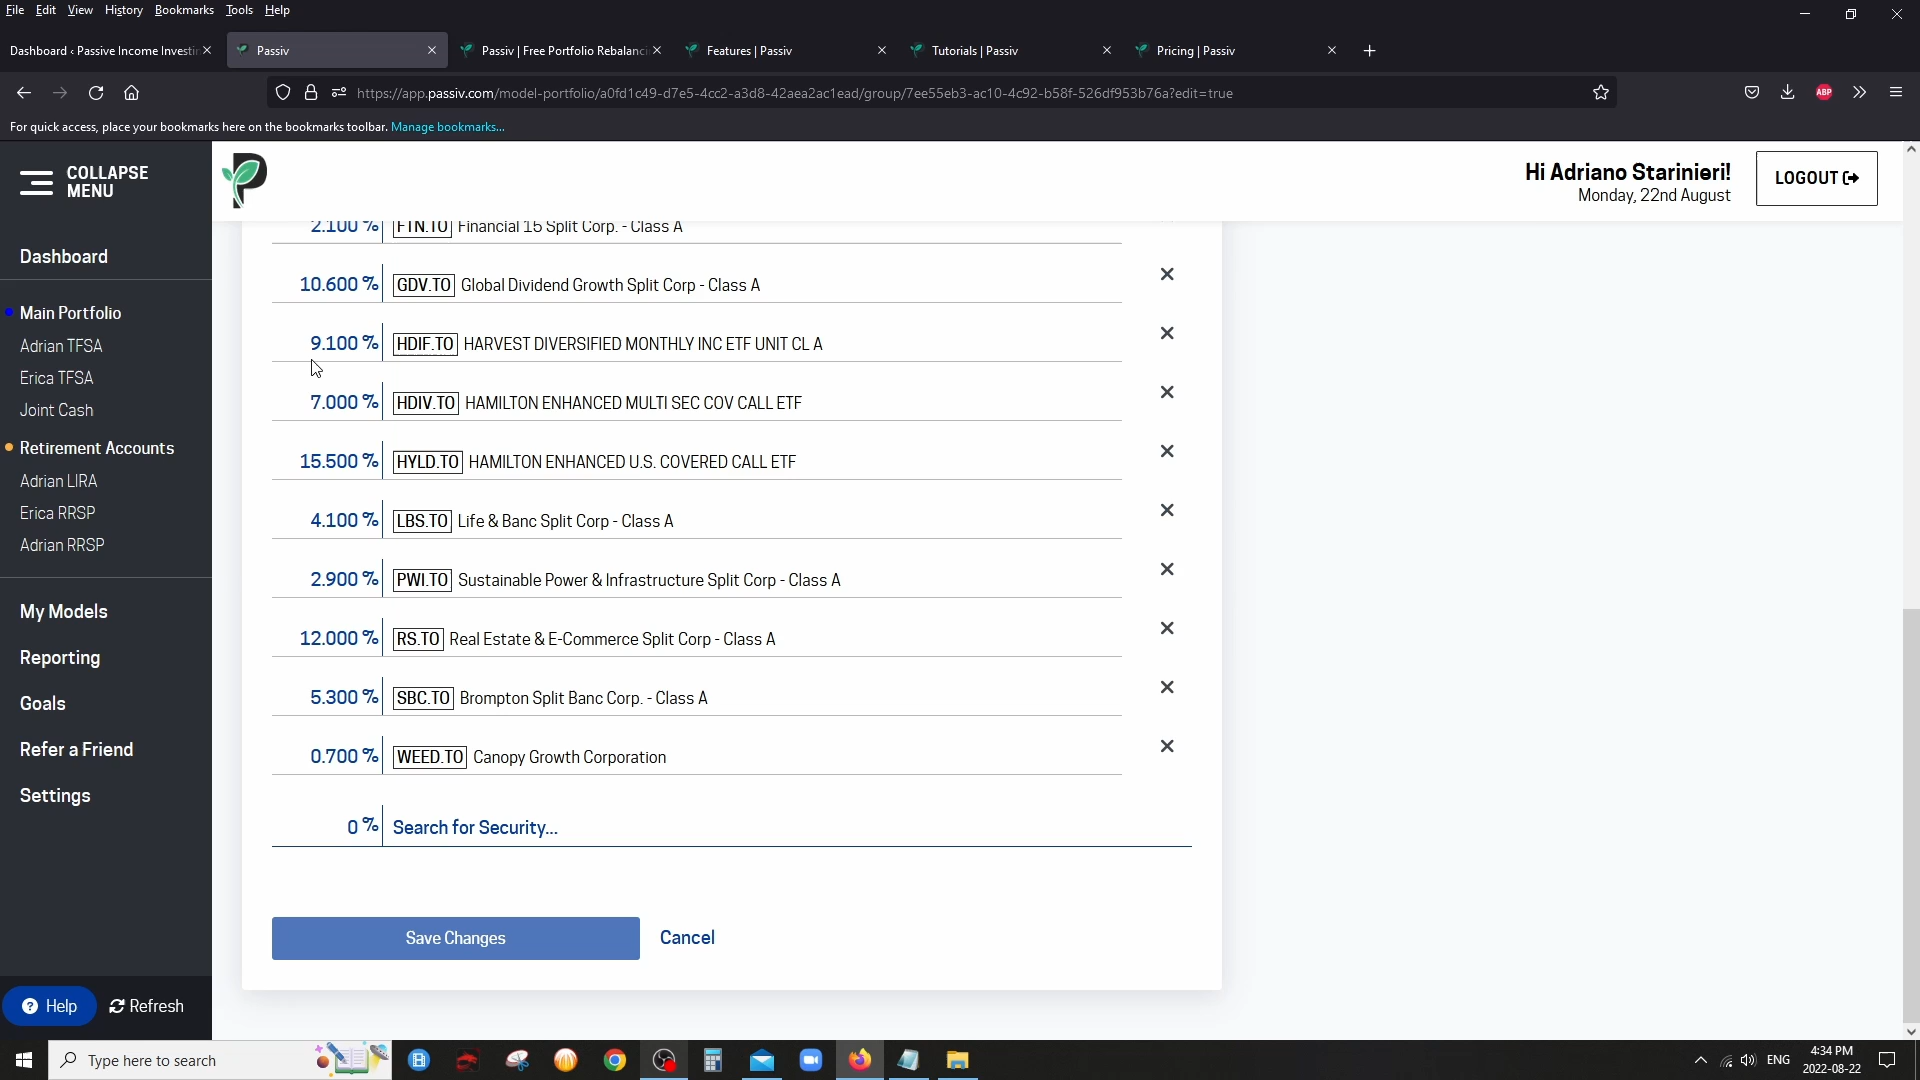 File Edit View History Bookmarks Tools Help
Dashboard ‹ Passive Income Investin
Passiv
Passiv | Free Portfolio Rebalanci
Features | Passiv
Tutorials | Passiv
Pricing | Passiv
https://app.passiv.com/model-portfolio/a0fd1c49-d7e5-4cc2-a3d8-42aea2ac1ead/group/7ee55eb3-ac10-4c92-b58f-526df953b76a?edit=true
ABP
For quick access, place your bookmarks here on the bookmarks toolbar. Manage bookmarks...
COLLAPSE
MENU
Hi Adriano Starinieri!
Monday, 22nd August
LOGOUT
Dashboard
Main Portfolio
Adrian TFSA
Erica TFSA
Joint Cash
Retirement Accounts
Adrian LIRA
Erica RRSP
Adrian RRSP
My Models
Reporting
Goals
Refer a Friend
Settings
Help
Refresh
2.100 % FTN.TO Financial 15 Split Corp. - Class A
10.600 % GDV.TO Global Dividend Growth Split Corp - Class A
9.100 % HDIF.TO HARVEST DIVERSIFIED MONTHLY INC ETF UNIT CL A
7.000 % HDIV.TO HAMILTON ENHANCED MULTI SEC COV CALL ETF
15.500 % HYLD.TO HAMILTON ENHANCED U.S. COVERED CALL ETF
4.100 % LBS.TO Life & Banc Split Corp - Class A
2.900 % PWI.TO Sustainable Power & Infrastructure Split Corp - Class A
12.000 % RS.TO Real Estate & E-Commerce Split Corp - Class A
5.300 % SBC.TO Brompton Split Banc Corp. - Class A
0.700 % WEED.TO Canopy Growth Corporation
0 % Search for Security...
Save Changes
Cancel
Type here to search
ENG
4:34 PM
2022-08-22